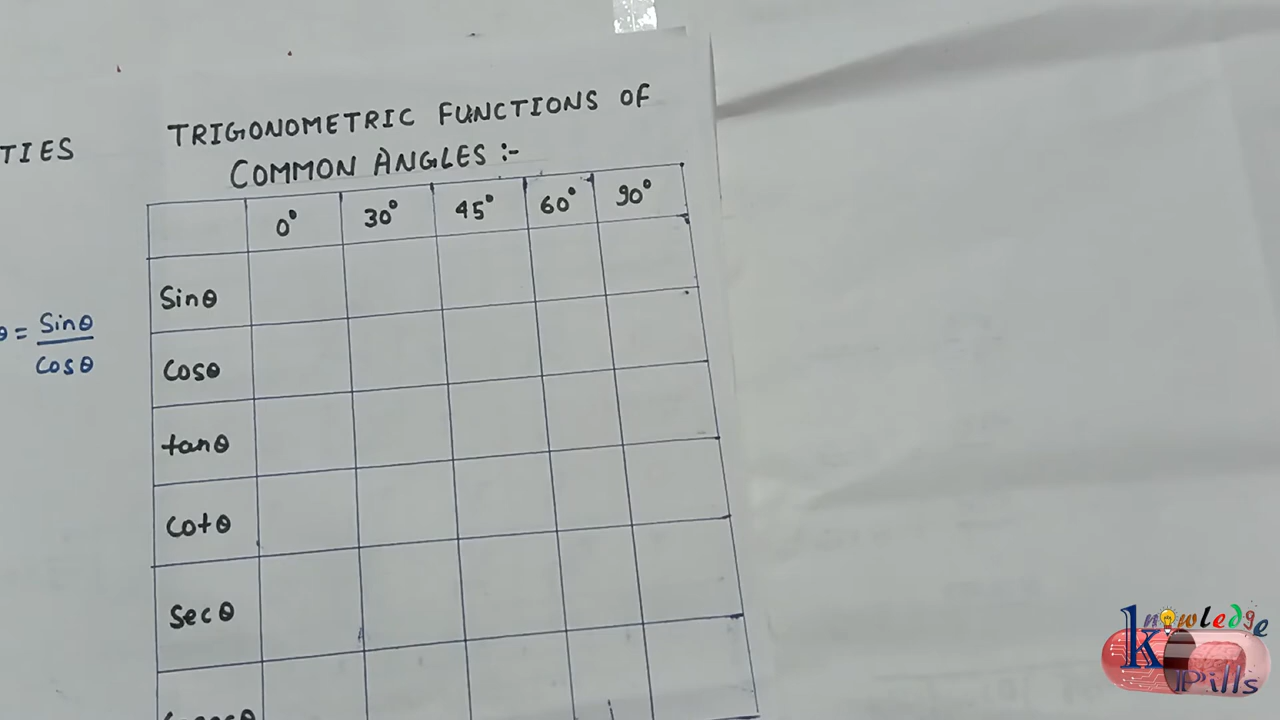 TIES
TRIGONOMETRIC FUNCTIONS OF
COMMON ANGLES :-
0° 30° 45° 60° 90°
Sinθ
θ = Sinθ
Cosθ
Cosθ
tanθ
Cotθ
Secθ
Knowledge
Pills